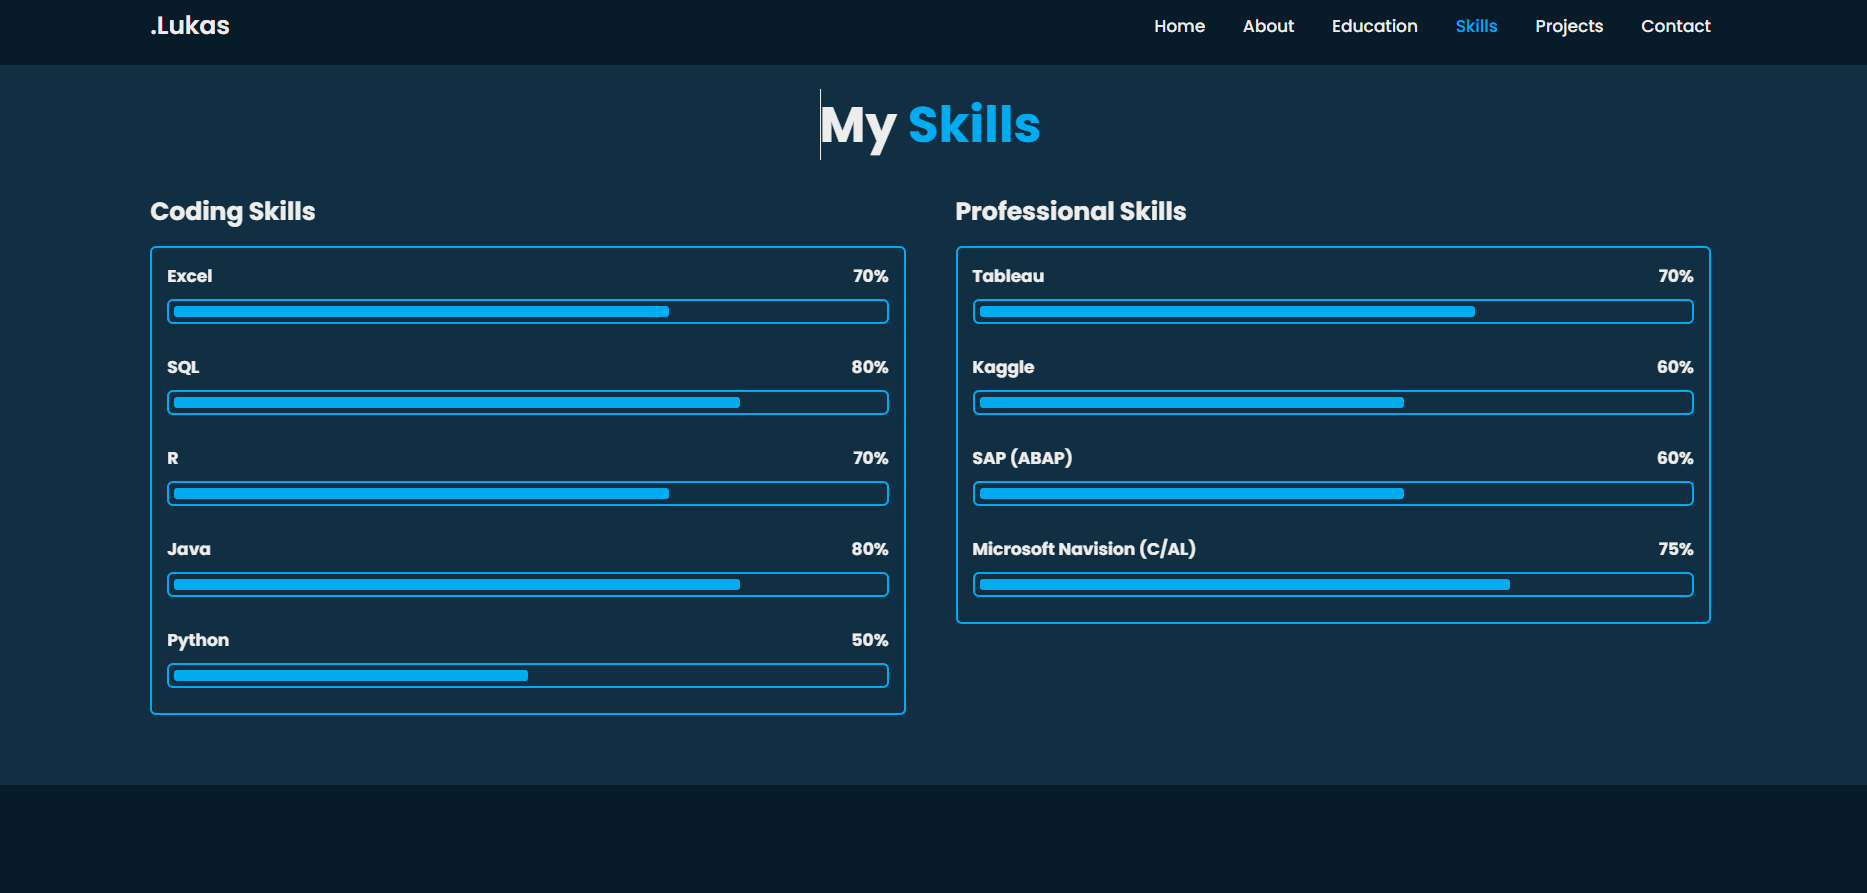 .Lukas
Home About Education Skills Projects Contact
My Skills
Coding Skills
Excel 70%
SQL 80%
R 70%
Java 80%
Python 50%
Professional Skills
Tableau 70%
Kaggle 60%
SAP (ABAP) 60%
Microsoft Navision (C/AL) 75%